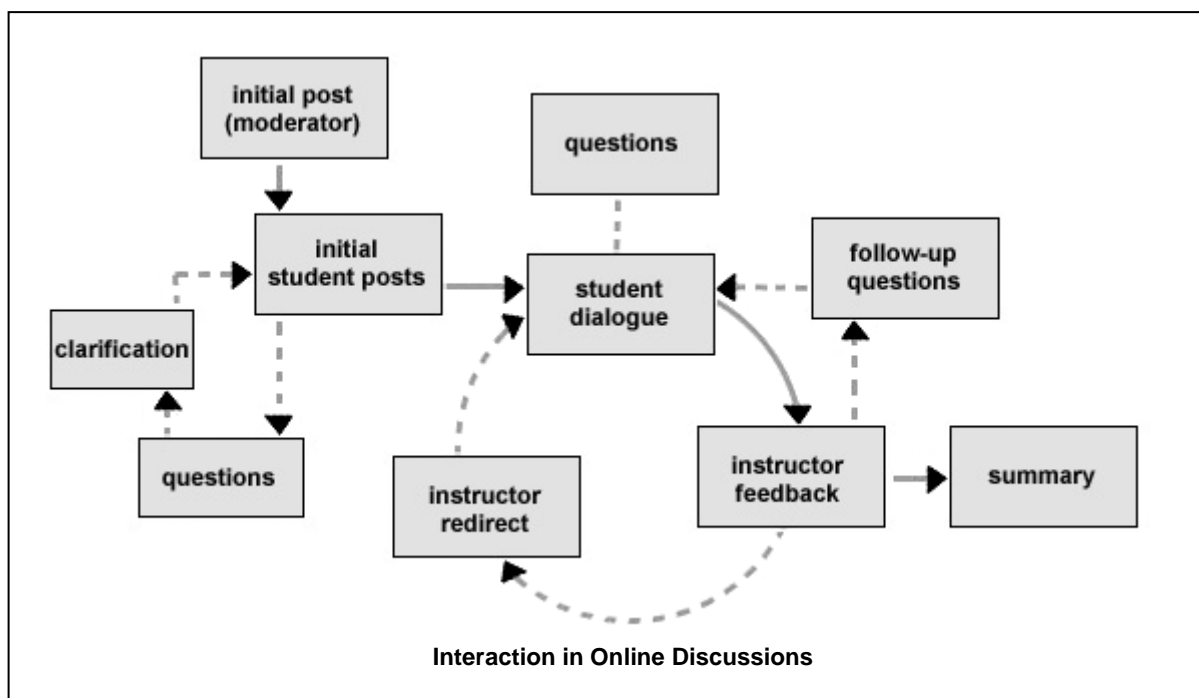 initial post
(moderator)
questions
initial
student posts
follow-up
questions
student
dialogue
clarification
questions
instructor
redirect
instructor
feedback
summary
Interaction in Online Discussions